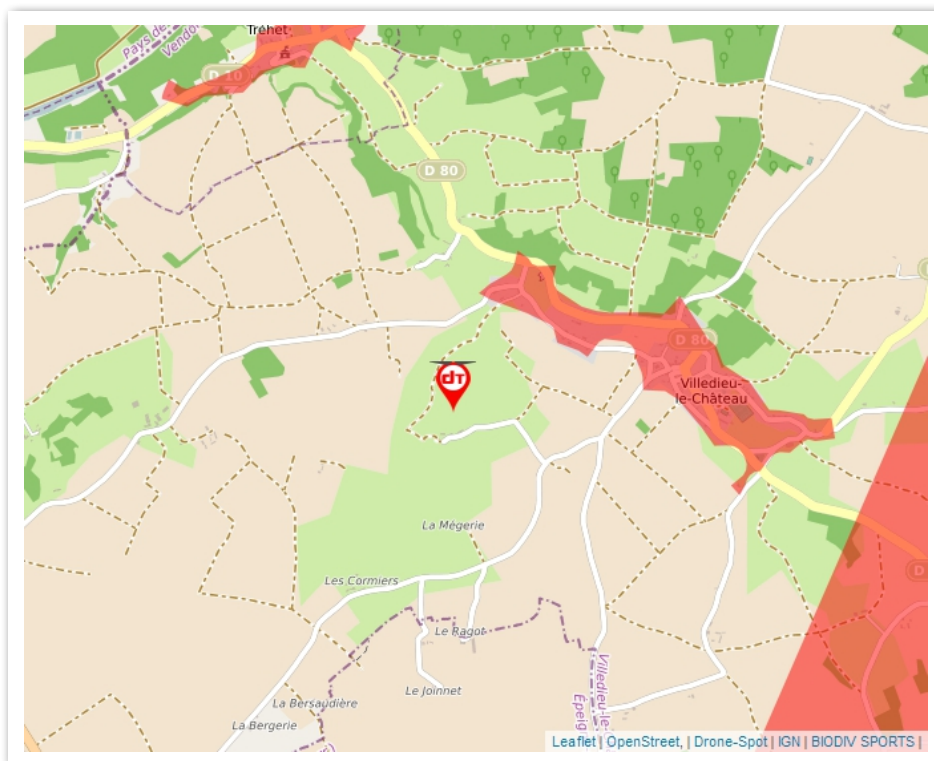 Tréhet
Pays de
Vendô
D 10
D 80
D 80
Villedieu-
le-Château
dT
La Mégerie
Les Cormiers
Le Ragot
Le Joinnet
La Bersaudière
La Bergerie
Villedieu-le-
Épeig
D
Leaflet | OpenStreet, | Drone-Spot | IGN | BIODIV SPORTS |